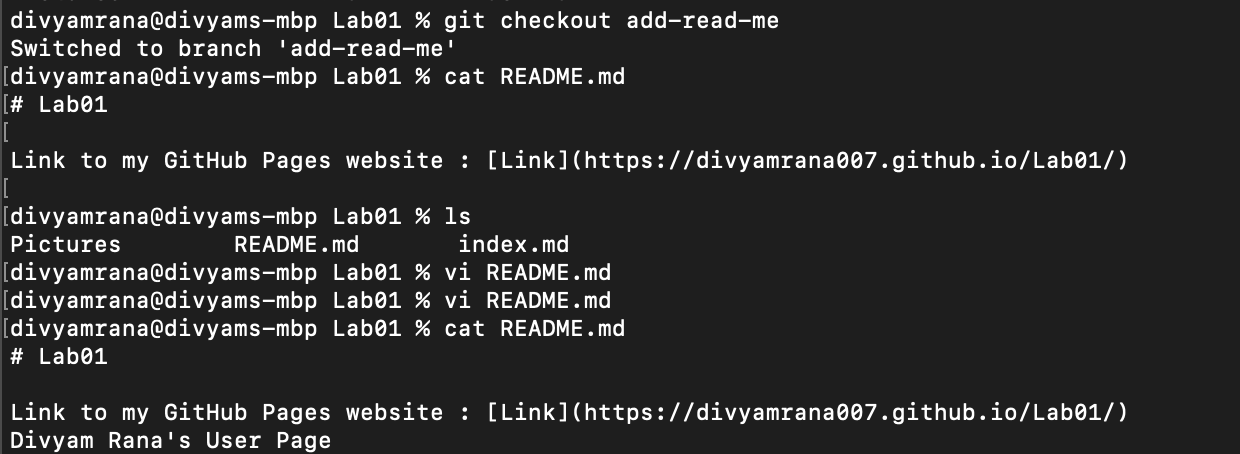 divyamrana@divyams-mbp Lab01 % git checkout add-read-me
Switched to branch 'add-read-me'
[divyamrana@divyams-mbp Lab01 % cat README.md
[# Lab01
[
Link to my GitHub Pages website : [Link](https://divyamrana007.github.io/Lab01/)
[
[divyamrana@divyams-mbp Lab01 % ls
Pictures        README.md       index.md
[divyamrana@divyams-mbp Lab01 % vi README.md
[divyamrana@divyams-mbp Lab01 % vi README.md
[divyamrana@divyams-mbp Lab01 % cat README.md
# Lab01

Link to my GitHub Pages website : [Link](https://divyamrana007.github.io/Lab01/)
Divyam Rana's User Page